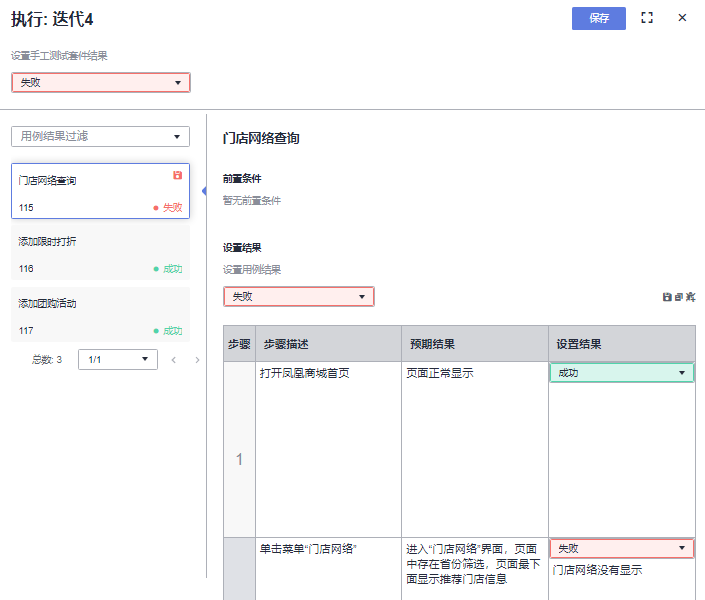 执行: 迭代4
保存
设置手工测试套件结果
失败
用例结果过滤
门店网络查询
115
失败
添加限时打折
116
成功
添加团购活动
117
成功
总数: 3
1/1
门店网络查询
前置条件
暂无前置条件
设置结果
设置用例结果
失败
步骤 步骤描述 预期结果 设置结果
1 打开凤凰商城首页 页面正常显示 成功
单击菜单“门店网络” 进入“门店网络”界面，页面 失败
中存在省份筛选，页面最下 门店网络没有显示
面显示推荐门店信息